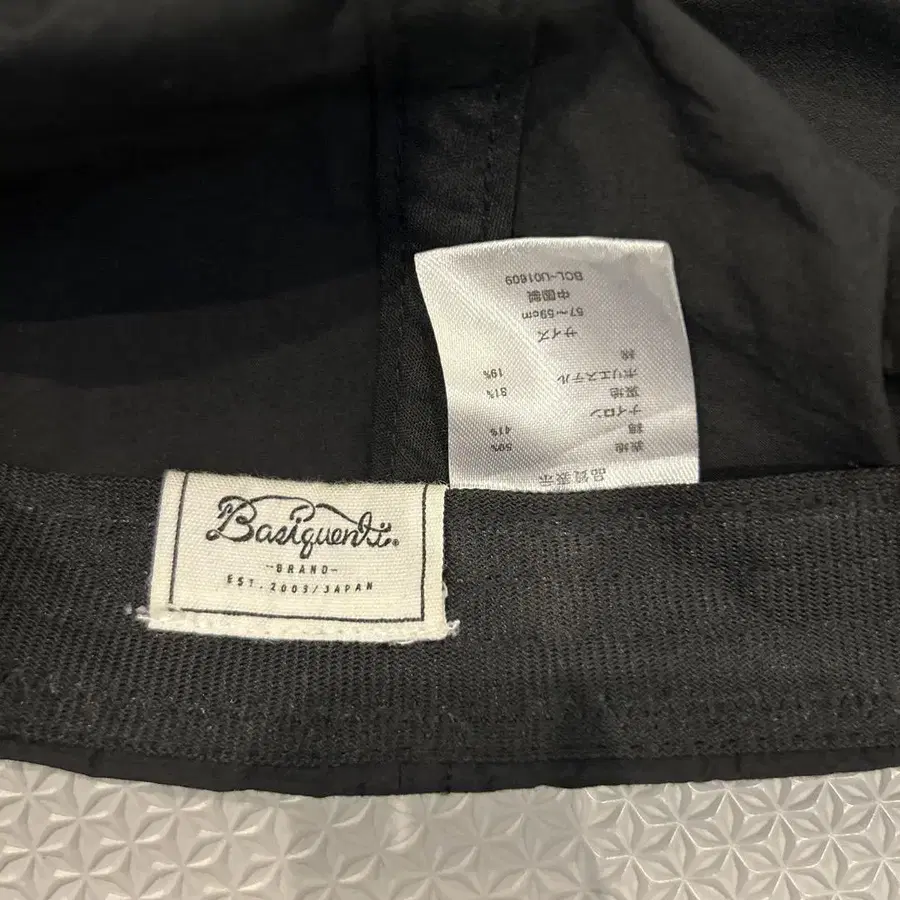 Basiquenti®
-BRAND-
EST.2003/JAPAN
品質表示
表地
綿 59%
ナイロン 41%
裏地
ポリエステル 81%
綿 19%
サイズ
57〜59cm
中国製
BCL-U01609